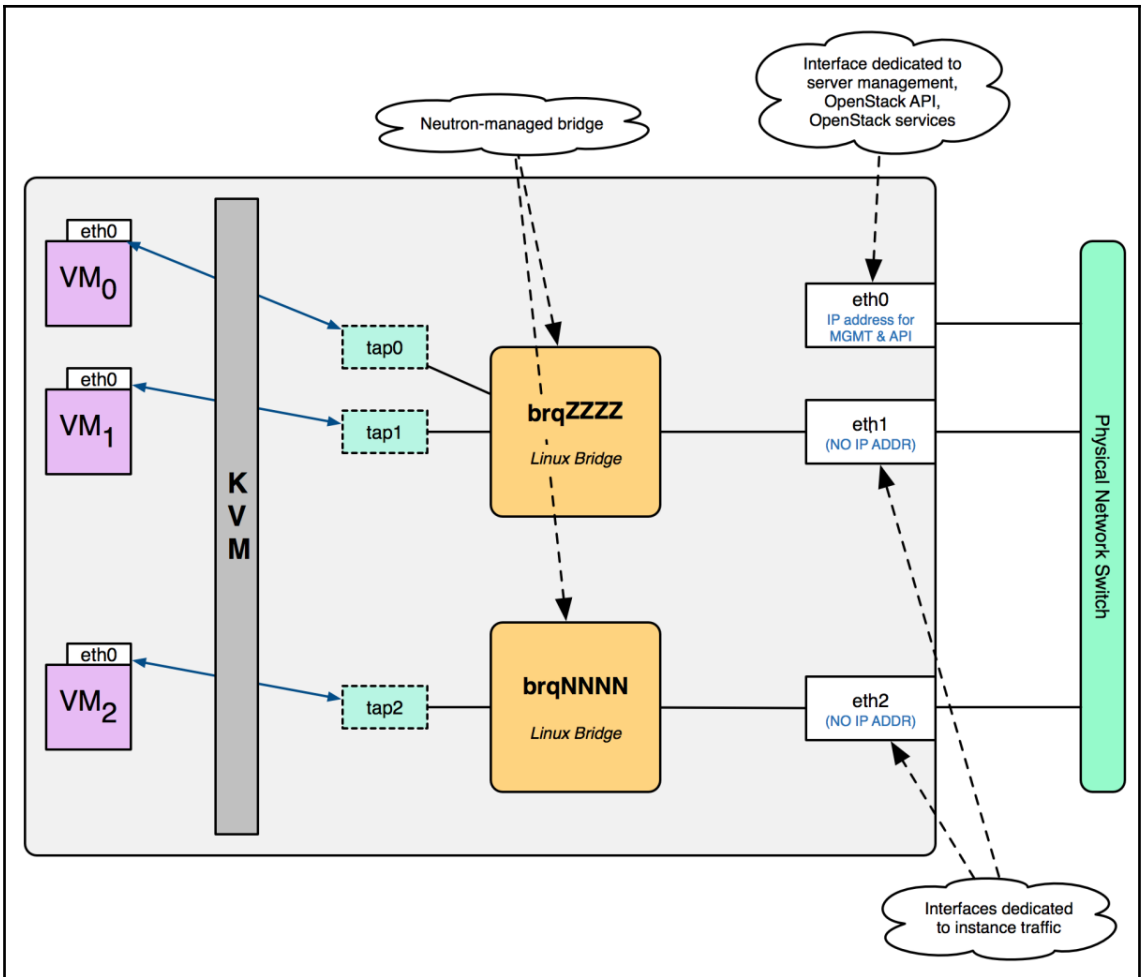 Interface dedicated to
server management,
OpenStack API,
OpenStack services
Neutron-managed bridge
eth0
VM0
eth0
VM1
eth0
VM2
K
V
M
tap0
tap1
tap2
brqZZZZ
Linux Bridge
brqNNNN
Linux Bridge
eth0
IP address for
MGMT & API
eth1
(NO IP ADDR)
eth2
(NO IP ADDR)
Physical Network Switch
Interfaces dedicated
to instance traffic